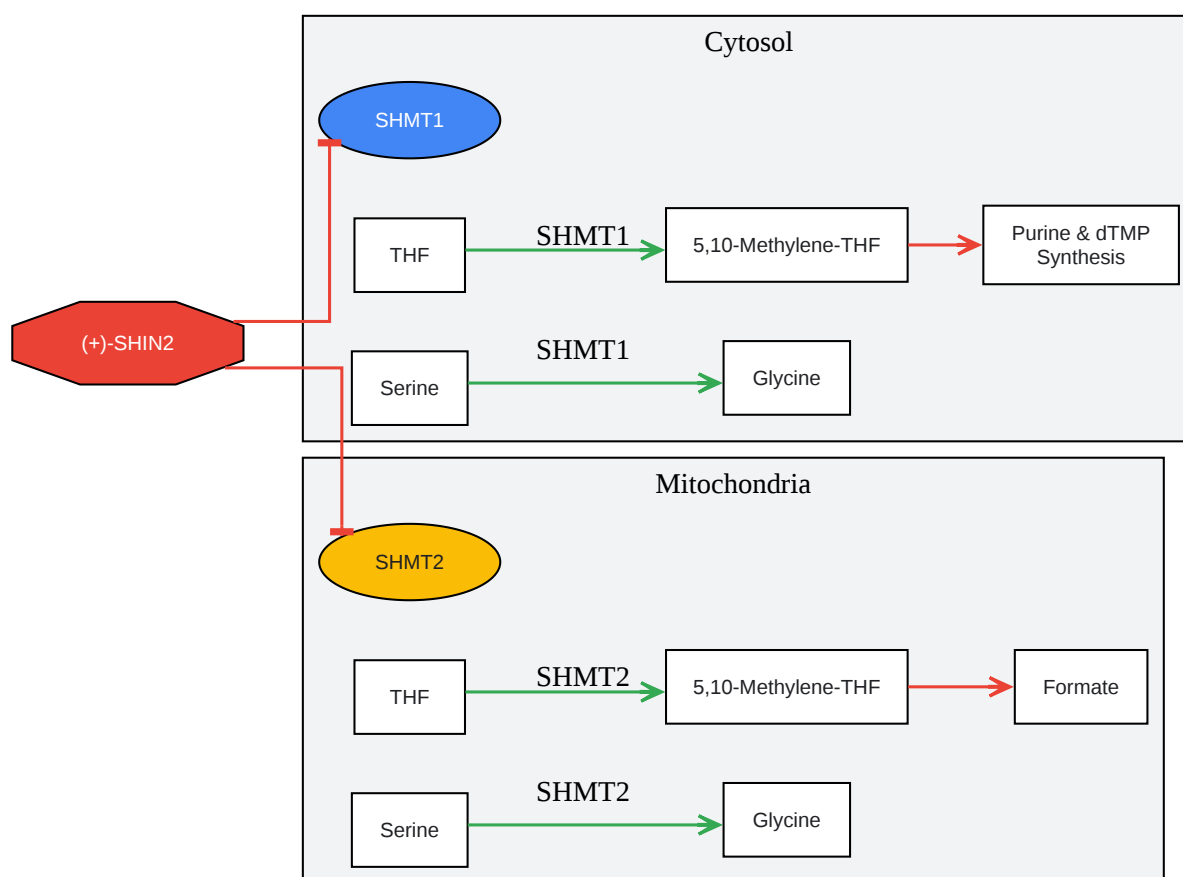 Cytosol
SHMT1
THF
SHMT1
5,10-Methylene-THF
Purine & dTMP
Synthesis
(+)-SHIN2
Serine
SHMT1
Glycine
Mitochondria
SHMT2
THF
SHMT2
5,10-Methylene-THF
Formate
Serine
SHMT2
Glycine